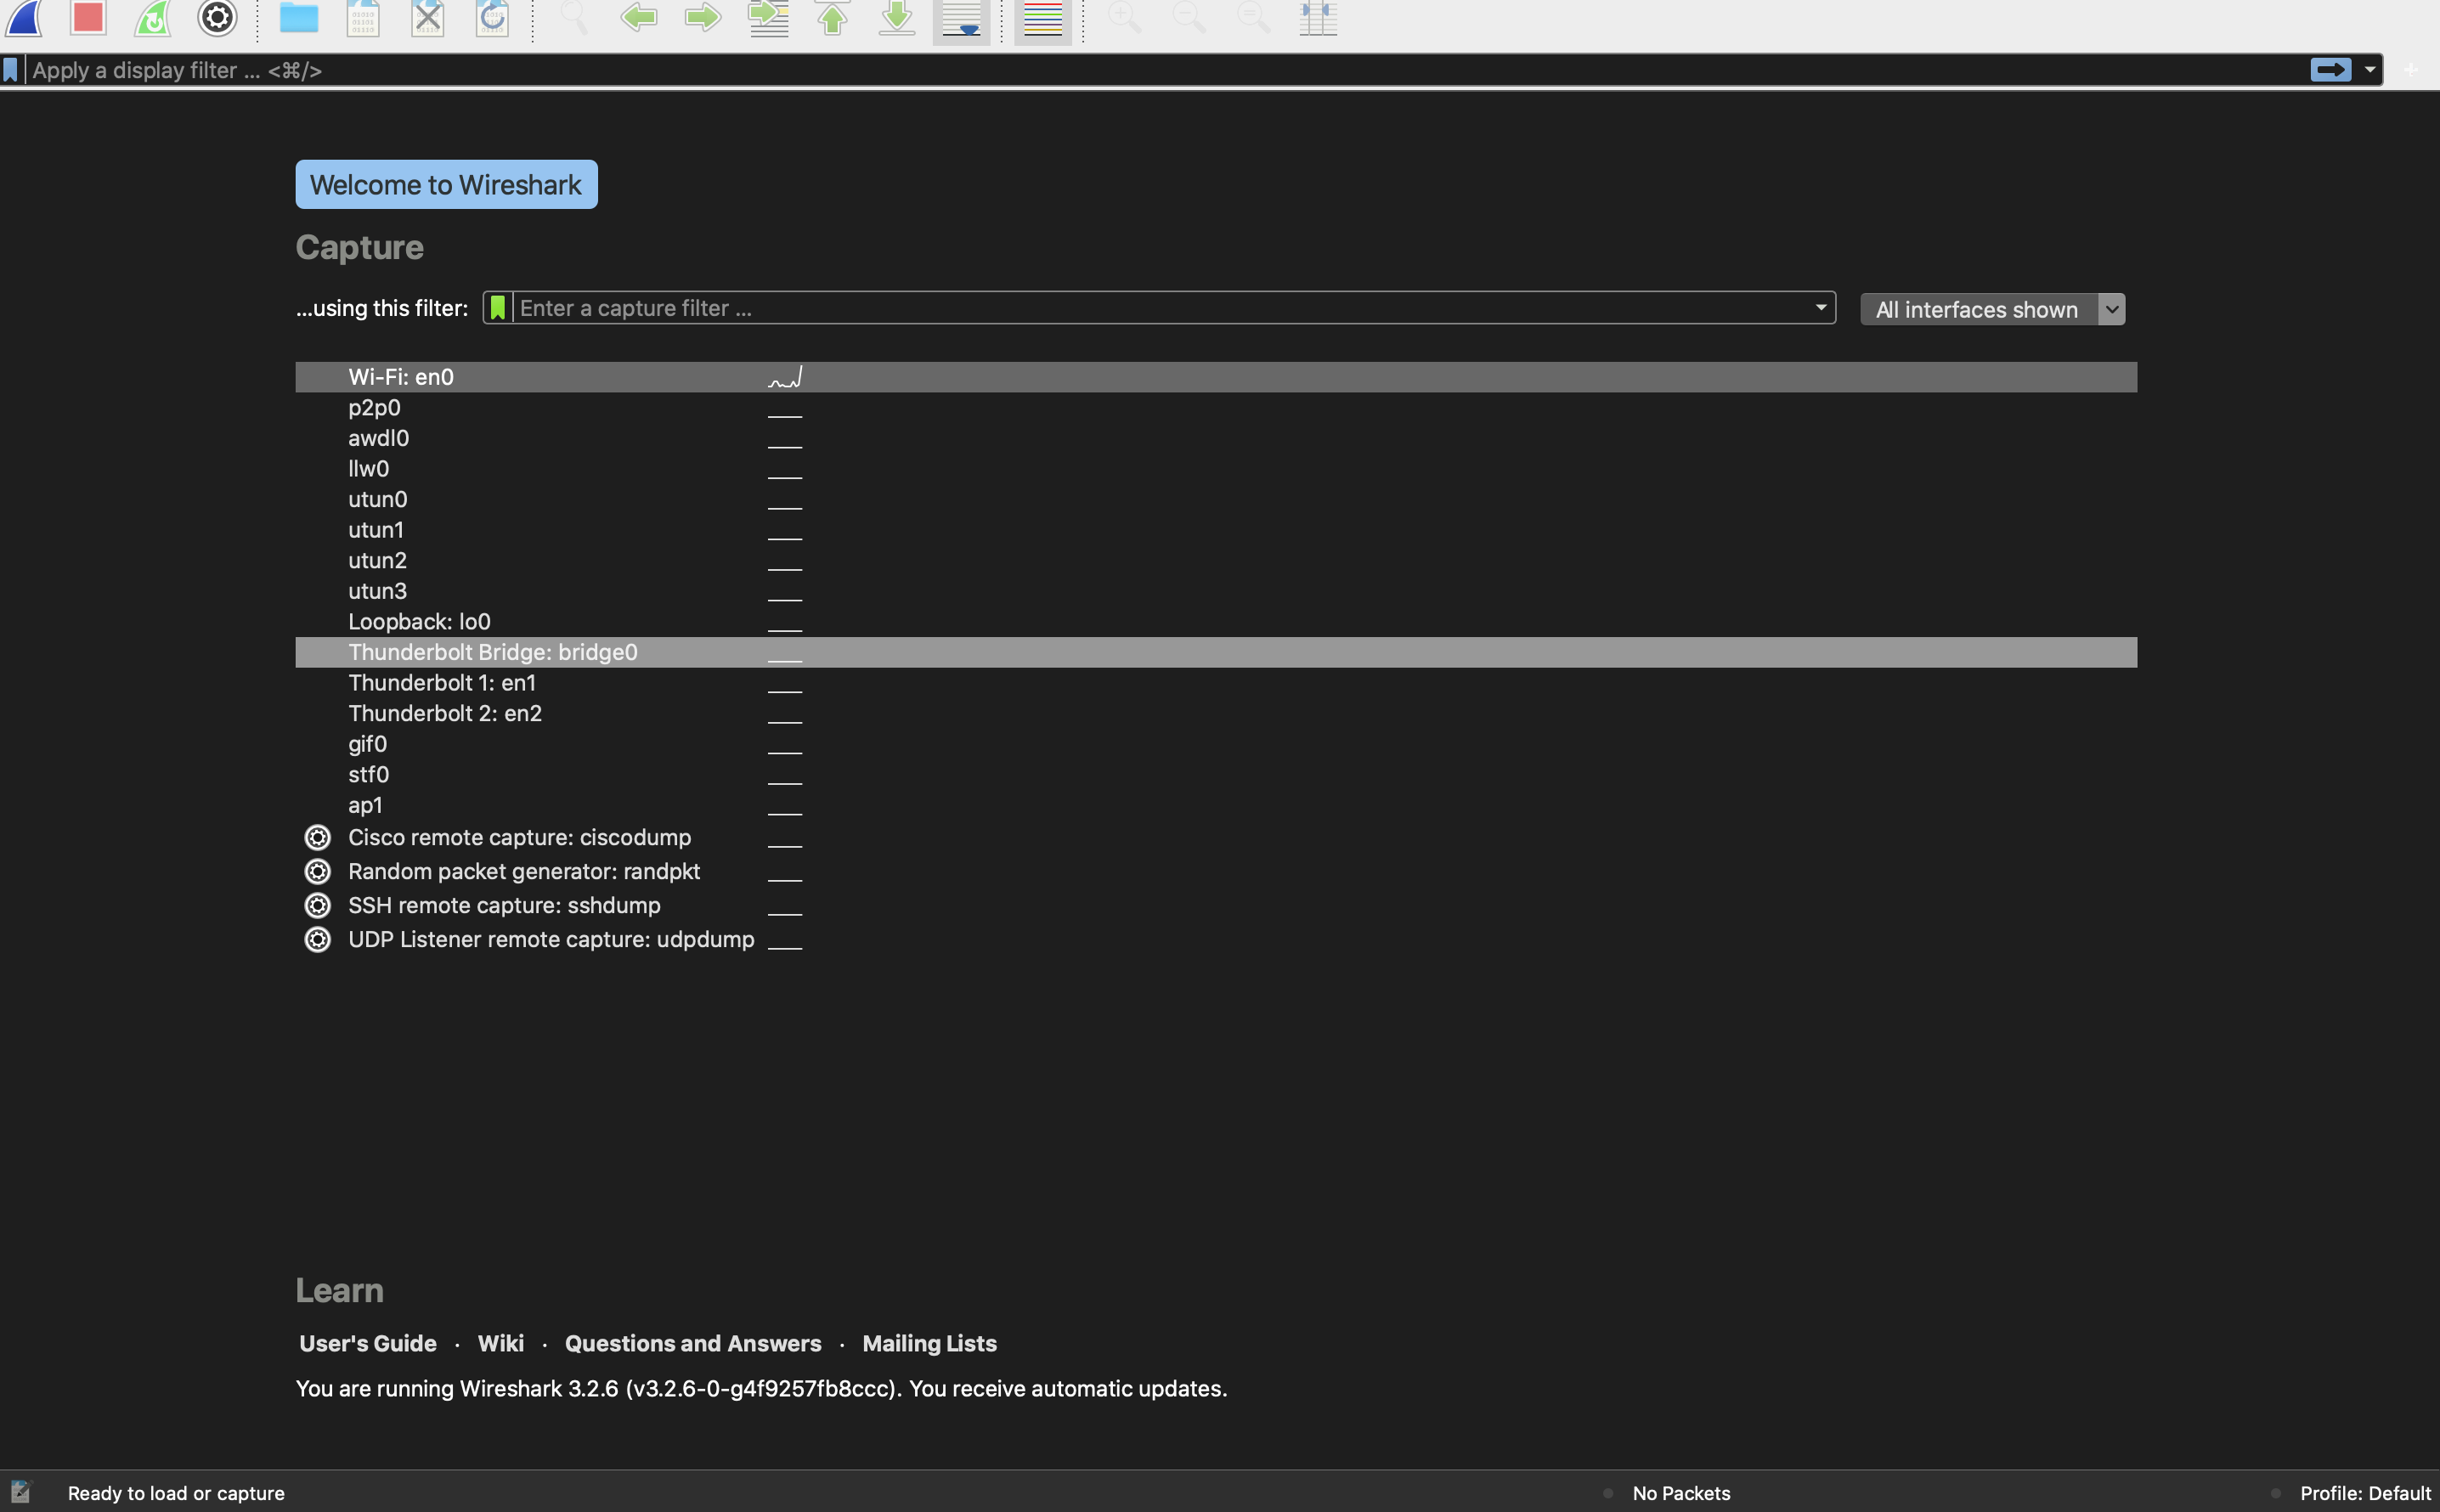 Apply a display filter ... <⌘/>
Welcome to Wireshark
Capture
...using this filter: Enter a capture filter ... All interfaces shown
Wi-Fi: en0
p2p0
awdl0
llw0
utun0
utun1
utun2
utun3
Loopback: lo0
Thunderbolt Bridge: bridge0
Thunderbolt 1: en1
Thunderbolt 2: en2
gif0
stf0
ap1
Cisco remote capture: ciscodump
Random packet generator: randpkt
SSH remote capture: sshdump
UDP Listener remote capture: udpdump
Learn
User's Guide · Wiki · Questions and Answers · Mailing Lists
You are running Wireshark 3.2.6 (v3.2.6-0-g4f9257fb8ccc). You receive automatic updates.
Ready to load or capture No Packets Profile: Default